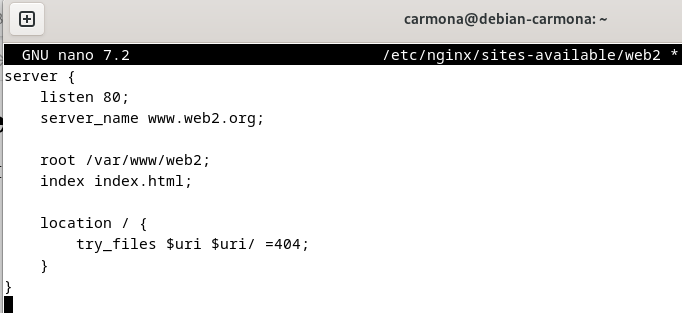 carmona@debian-carmona: ~
GNU nano 7.2 /etc/nginx/sites-available/web2 *
server {
    listen 80;
    server_name www.web2.org;

    root /var/www/web2;
    index index.html;

    location / {
        try_files $uri $uri/ =404;
    }
}